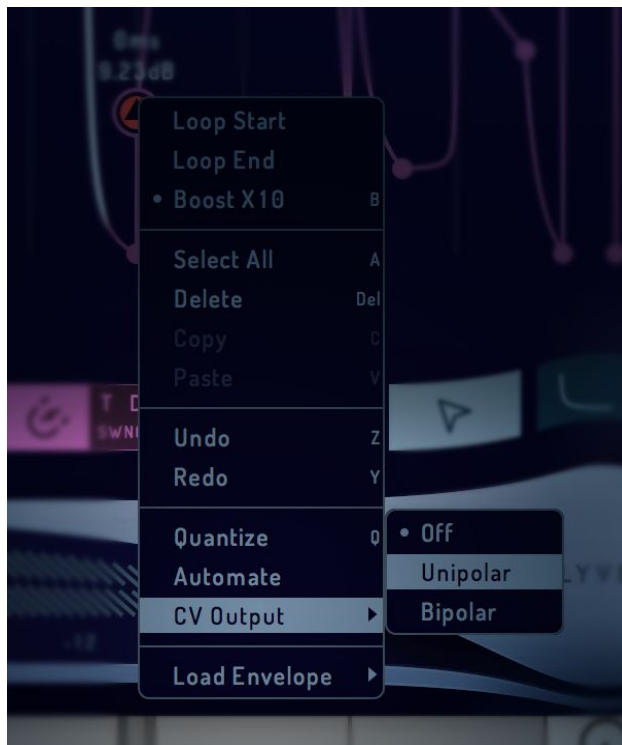 0ms
9.23dB
Loop Start
Loop End
• Boost X10 B
Select All A
Delete Del
Copy C
Paste V
Undo Z
Redo Y
Quantize Q
Automate
CV Output
• Off
Unipolar
Bipolar
Load Envelope
-12